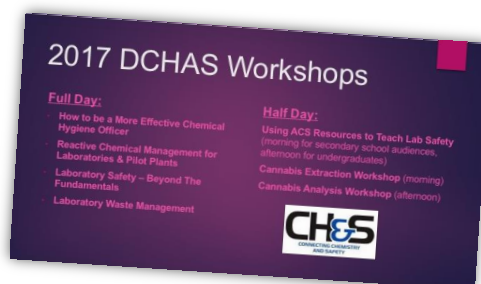 2017 DCHAS Workshops
Full Day:
How to be a More Effective Chemical
Hygiene Officer
Reactive Chemical Management for
Laboratories & Pilot Plants
Laboratory Safety – Beyond The
Fundamentals
Laboratory Waste Management
Half Day:
Using ACS Resources to Teach Lab Safety
(morning for secondary school audiences,
afternoon for undergraduates)
Cannabis Extraction Workshop (morning)
Cannabis Analysis Workshop (afternoon)
CH&S
CONNECTING CHEMISTRY
AND SAFETY